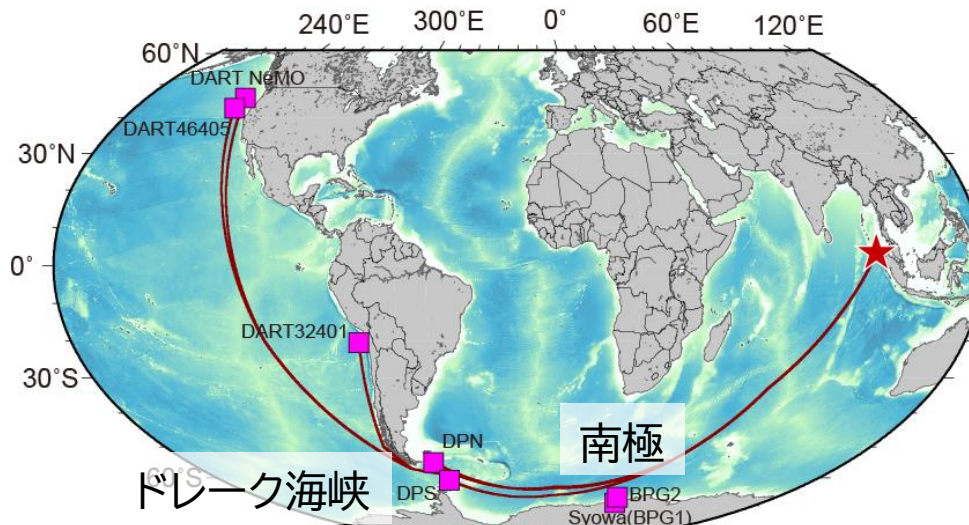 240°E 300°E 0° 60°E 120°E
60°N
DART NeMO
DART46405
30°N
0°
DART32401
30°S
南極
DPN
60°S
ドレーク海峡
DPS
BPG2
Syowa(BPG1)